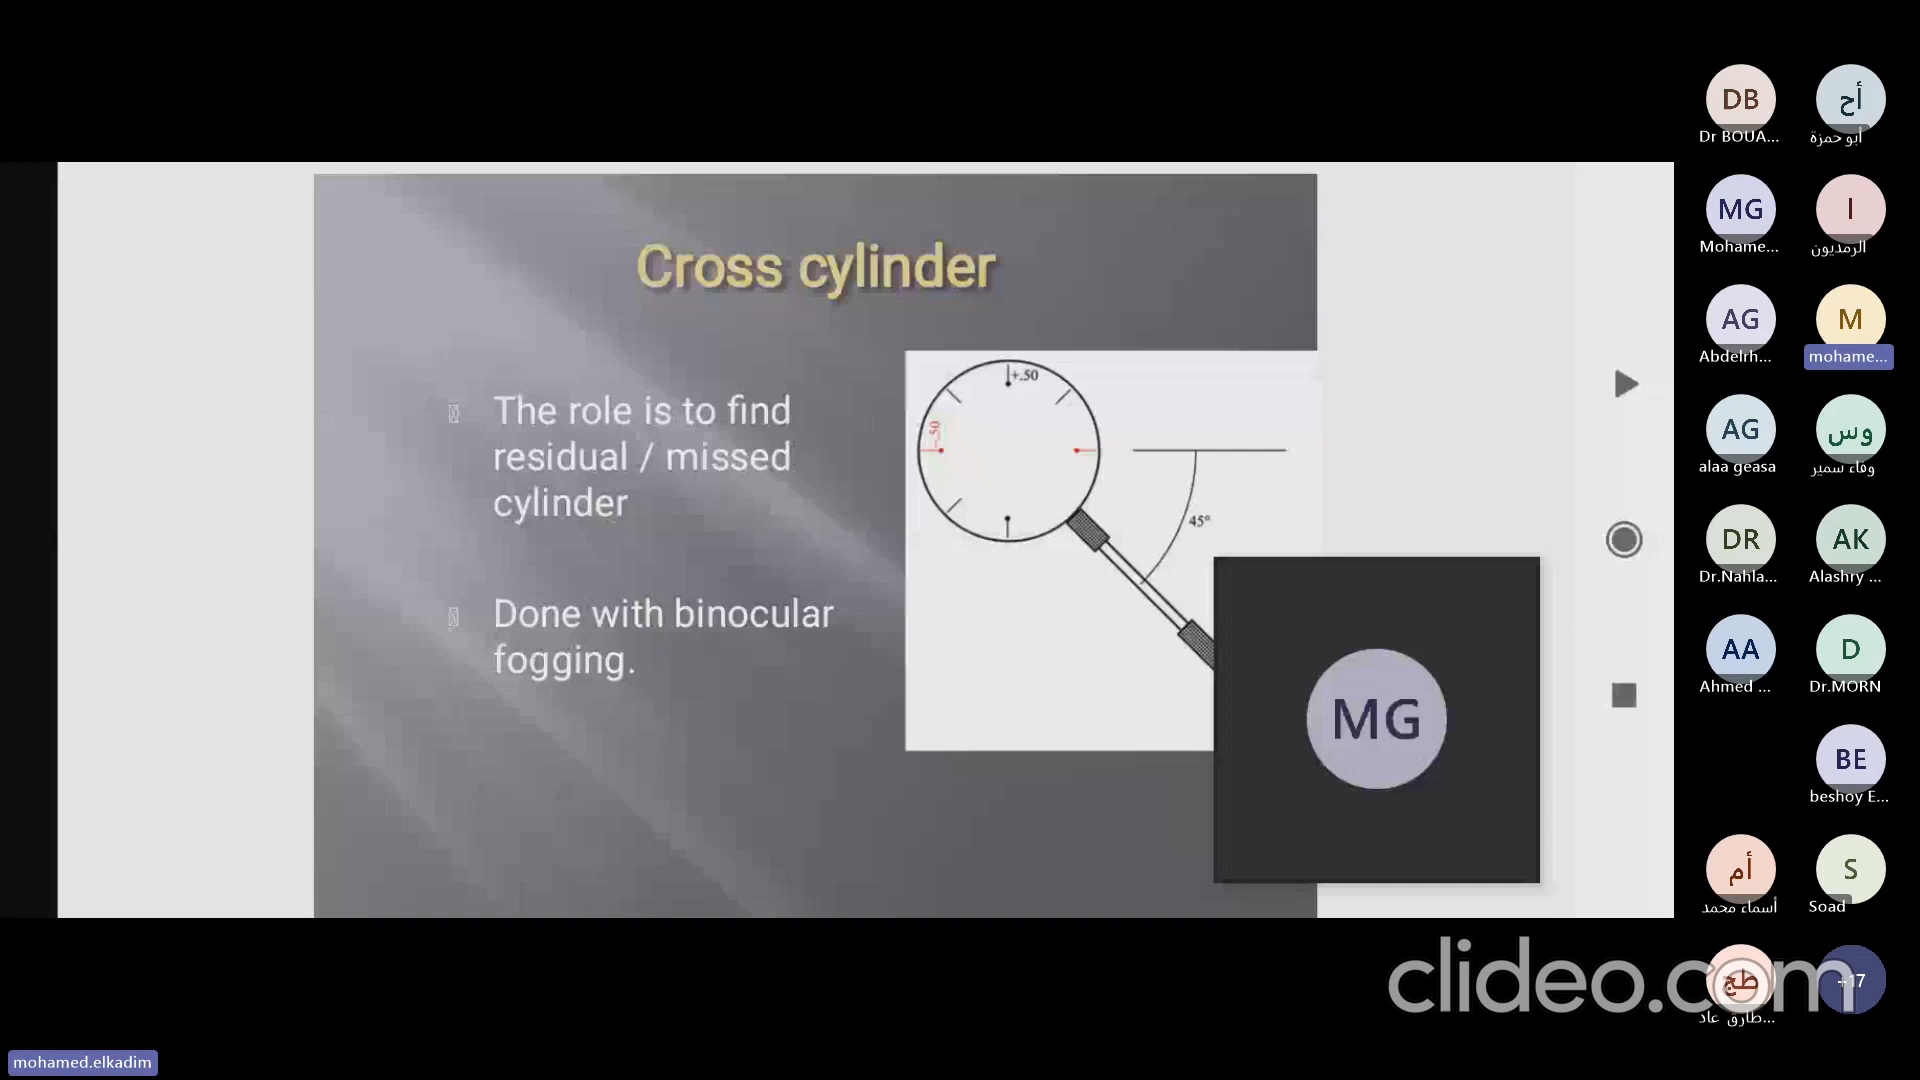 Cross cylinder
The role is to find
residual / missed
cylinder
Done with binocular
fogging.
+.50
-.50
45°
MG
DB
Dr BOUA...
أح
أبو حمزة
MG
Mohame...
ا
الرمديون
AG
Abdelrh...
M
mohame...
AG
alaa geasa
وس
وفاء سمير
DR
Dr.Nahla...
AK
Alashry ...
AA
Ahmed ...
D
Dr.MORN
BE
beshoy E...
أم
أسماء محمد
S
Soad
طج
طارق عاد...
+17
clideo.com
mohamed.elkadim